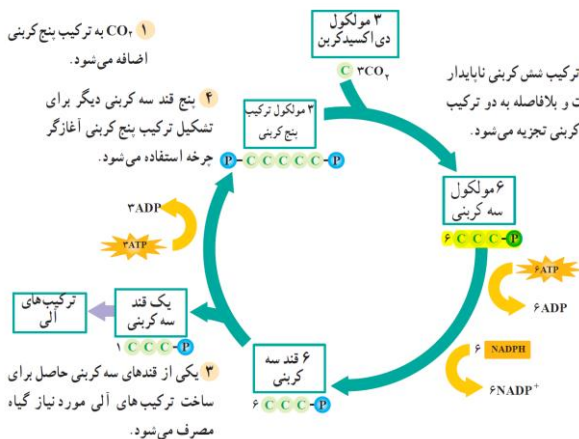 ۱ CO۲ به ترکیب پنج کربنی
اضافه می‌شود.
۳ مولکول
دی‌اکسیدکربن
C ۳CO۲
ترکیب شش کربنی ناپایدار
ت و بلافاصله به دو ترکیب
کربنی تجزیه می‌شود.
۴ پنج قند سه کربنی دیگر برای
تشکیل ترکیب پنج کربنی آغازگر
چرخه استفاده می‌شود.
۳ مولکول ترکیب
پنج کربنی
P-C C C C C-P
۶ مولکول
سه کربنی
۶ C C C-P
۳ADP
۳ATP
۶ATP
۶ADP
۶ NADPH
۶NADP+
ترکیب‌های
آلی
یک قند
سه کربنی
۱ C C C-P
۶ قند سه
کربنی
۶ C C C-P
۳ یکی از قندهای سه کربنی حاصل برای
ساخت ترکیب‌های آلی مورد نیاز گیاه
مصرف می‌شود.